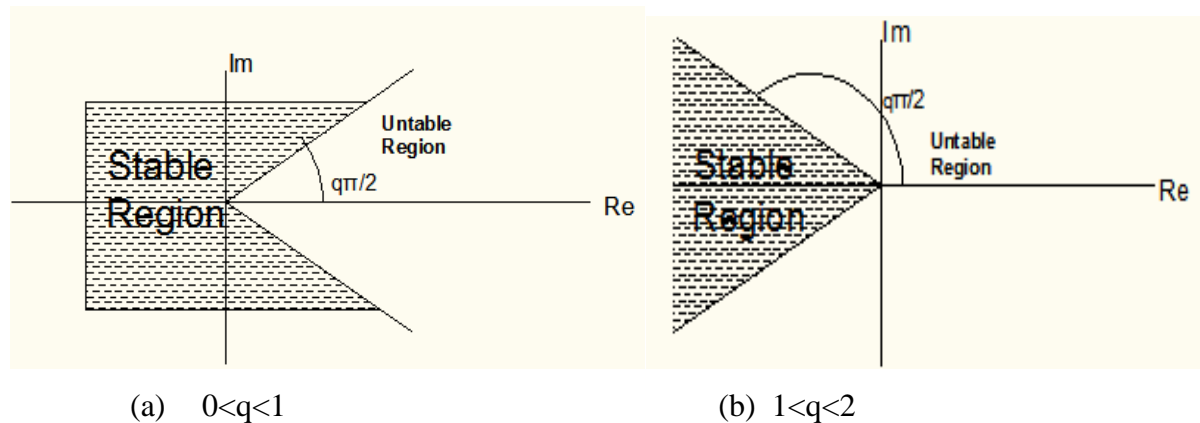 Im
Untable
Region
Stable
Region
qπ/2
Re
Im
qπ/2
Untable
Region
Stable
Region
Re
(a) 0<q<1
(b) 1<q<2